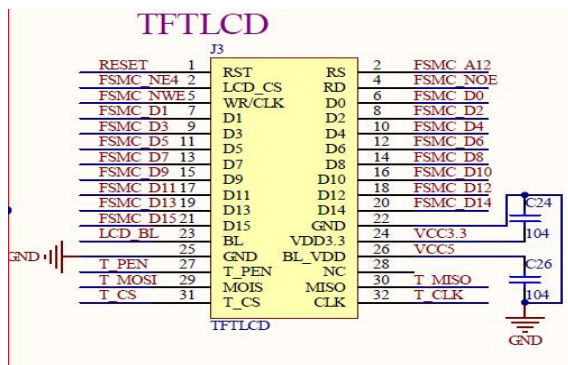 TFTLCD
J3
RESET 1 RST RS 2 FSMC_A12
FSMC_NE4 2 LCD_CS RD 4 FSMC_NOE
FSMC_NWE 5 WR/CLK D0 6 FSMC_D0
FSMC_D1 7 D1 D2 8 FSMC_D2
FSMC_D3 9 D3 D4 10 FSMC_D4
FSMC_D5 11 D5 D6 12 FSMC_D6
FSMC_D7 13 D7 D8 14 FSMC_D8
FSMC_D9 15 D9 D10 16 FSMC_D10
FSMC_D11 17 D11 D12 18 FSMC_D12
FSMC_D13 19 D13 D14 20 FSMC_D14
FSMC_D15 21 D15 GND 22 C24
LCD_BL 23 BL VDD3.3 24 VCC3.3 104
GND 25 GND BL_VDD 26 VCC5
T_PEN 27 T_PEN NC 28 C26
T_MOSI 29 MOIS MISO 30 T_MISO
T_CS 31 T_CS CLK 32 T_CLK 104
TFTLCD
GND